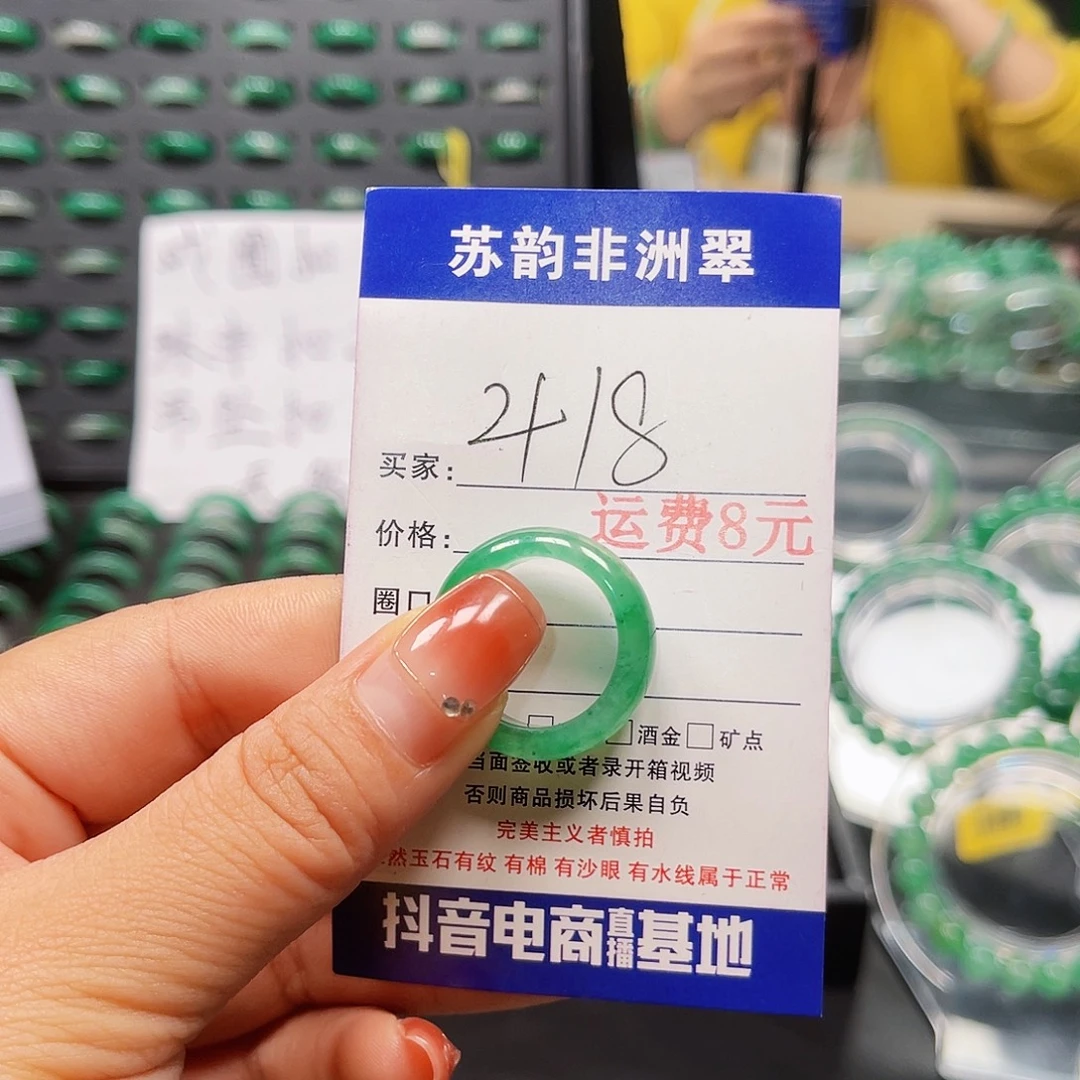 苏韵非洲翠
2418
买家:
运费8元
价格:
圈口
酒金 矿点
当面签收或者录开箱视频
否则商品损坏后果自负
完美主义者慎拍
然玉石有纹 有棉 有沙眼 有水线属于正常
抖音电商直播基地